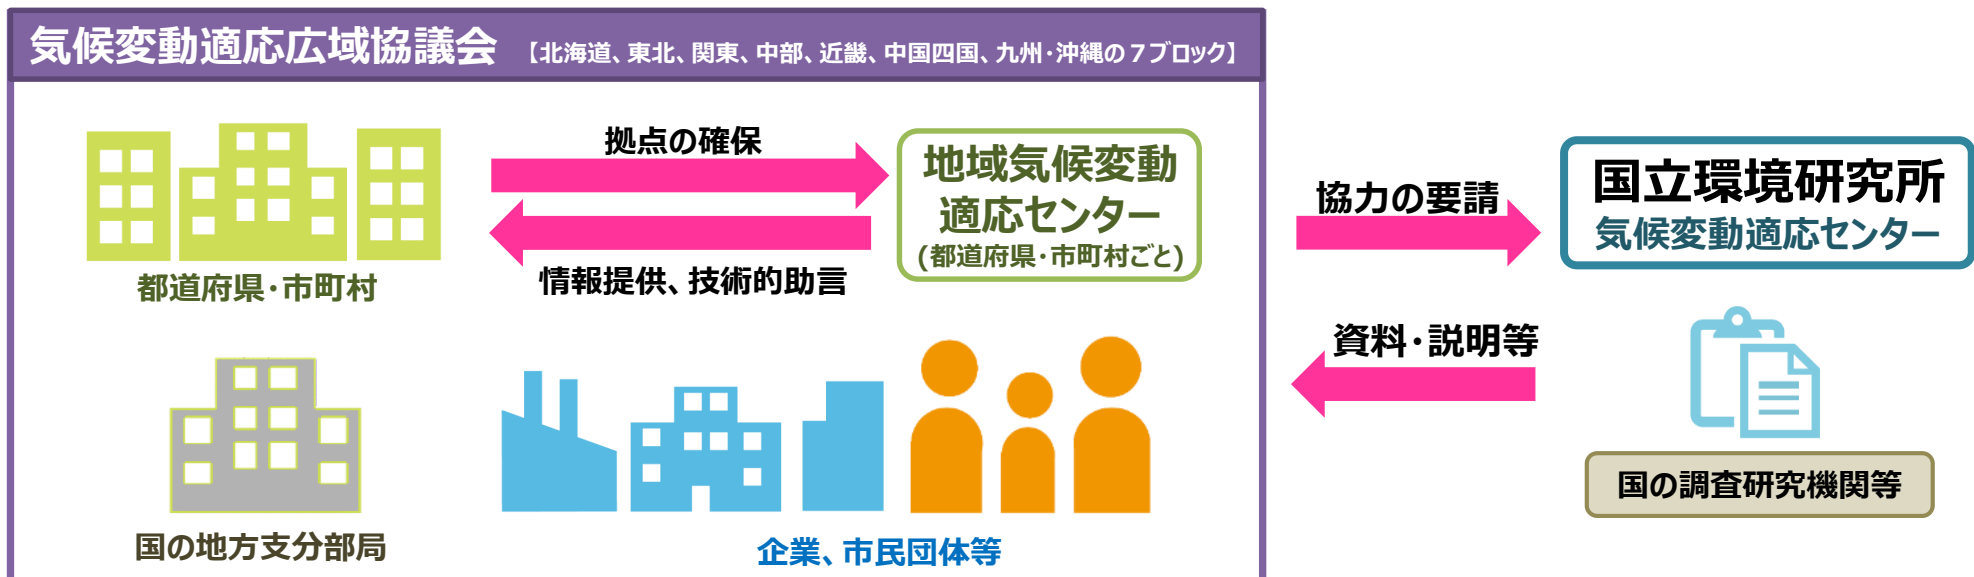 気候変動適応広域協議会 【北海道、東北、関東、中部、近畿、中国四国、九州・沖縄の７ブロック】
拠点の確保
地域気候変動
適応センター
(都道府県・市町村ごと)
情報提供、技術的助言
都道府県・市町村
協力の要請
国立環境研究所
気候変動適応センター
資料・説明等
国の調査研究機関等
国の地方支分部局
企業、市民団体等